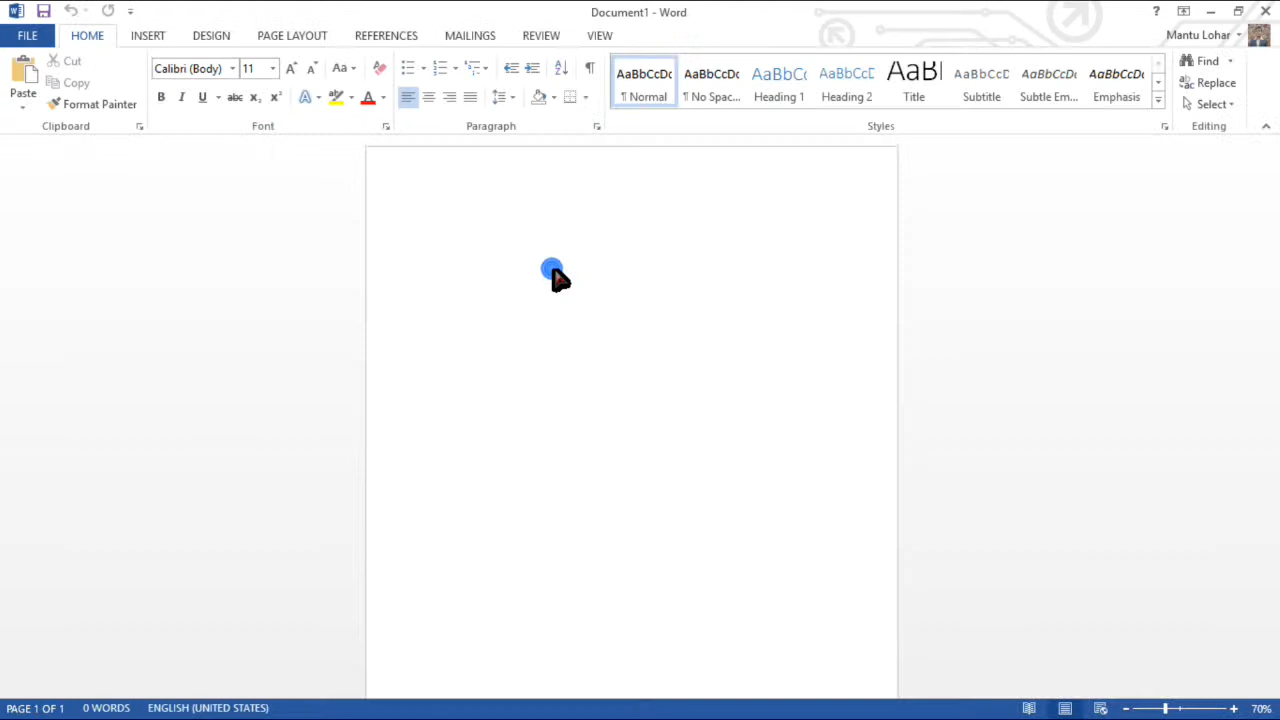 Document1 - Word
FILE HOME INSERT DESIGN PAGE LAYOUT REFERENCES MAILINGS REVIEW VIEW Mantu Lohar
Paste
Cut
Copy
Format Painter
Clipboard
Calibri (Body) 11 Aa
B I U abc x₂ x² A A
Font
Paragraph
AaBbCcDc AaBbCcDc AaBbCc AaBbCcD AaB AaBbCcD AaBbCcDc AaBbCcDc
¶ Normal ¶ No Spac... Heading 1 Heading 2 Title Subtitle Subtle Em... Emphasis
Styles
Find
Replace
Select
Editing
PAGE 1 OF 1 0 WORDS ENGLISH (UNITED STATES) 70%